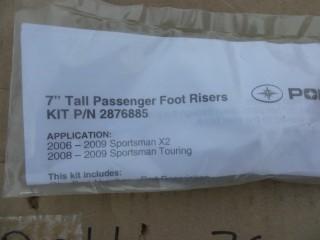 7" Tall Passenger Foot Risers
KIT P/N 2876885
APPLICATION:
2006 – 2009 Sportsman X2
2008 – 2009 Sportsman Touring
This kit includes: